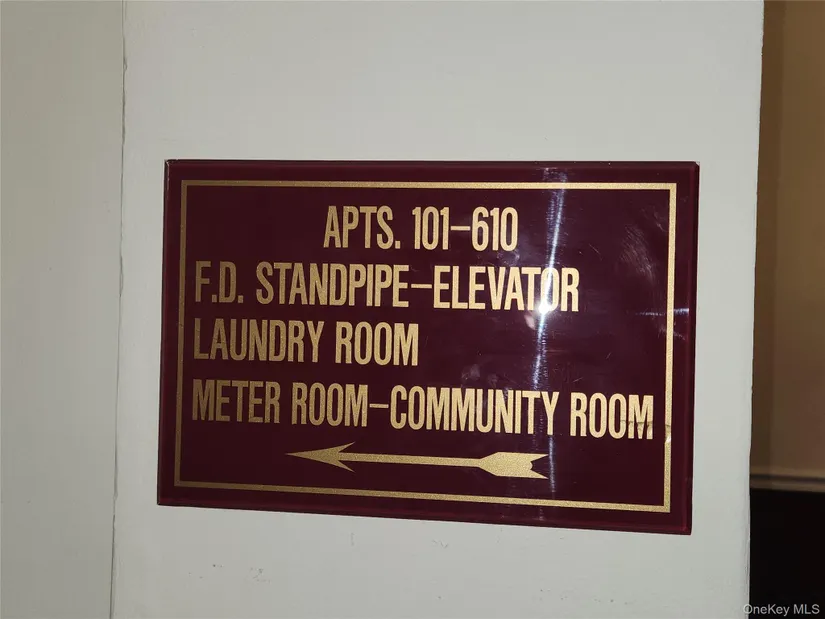 APTS. 101-610
F.D. STANDPIPE-ELEVATOR
LAUNDRY ROOM
METER ROOM-COMMUNITY ROOM
OneKey MLS